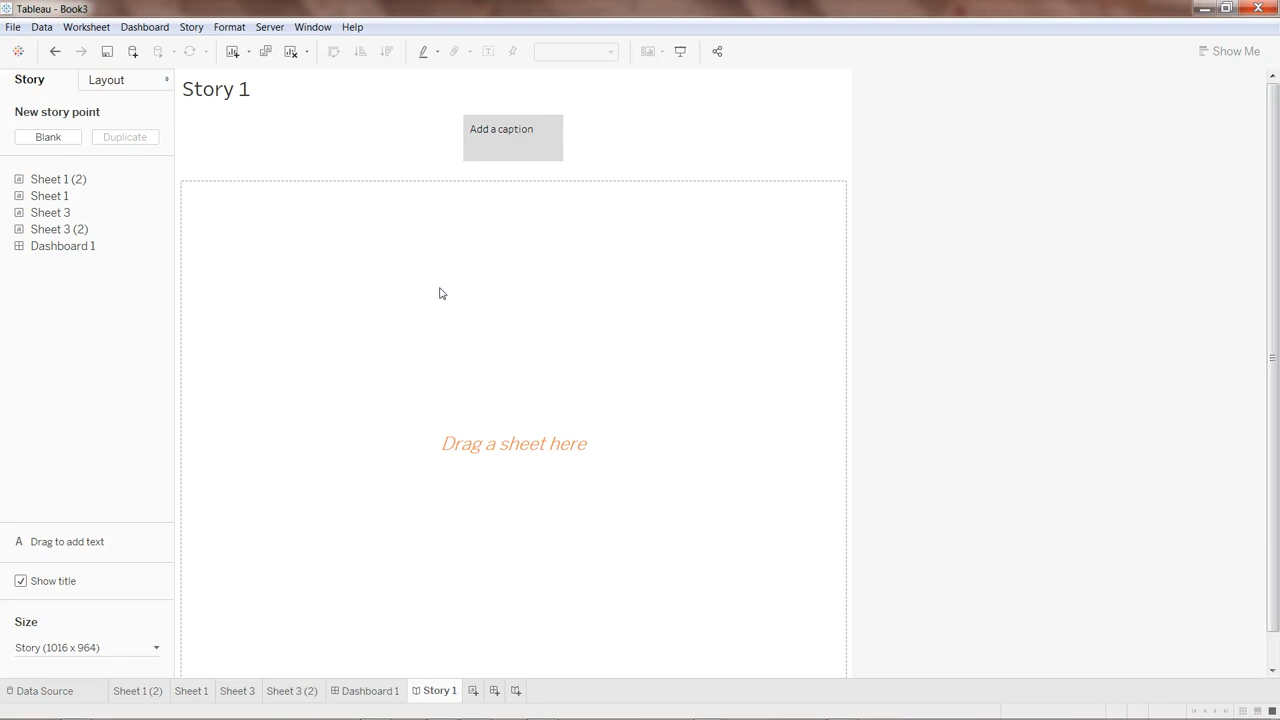 Tableau - Book3
File Data Worksheet Dashboard Story Format Server Window Help
Show Me
Story Layout
New story point
Blank Duplicate
Sheet 1 (2)
Sheet 1
Sheet 3
Sheet 3 (2)
Dashboard 1
A Drag to add text
Show title
Size
Story (1016 x 964)
Story 1
Add a caption
Drag a sheet here
Data Source Sheet 1 (2) Sheet 1 Sheet 3 Sheet 3 (2) Dashboard 1 Story 1